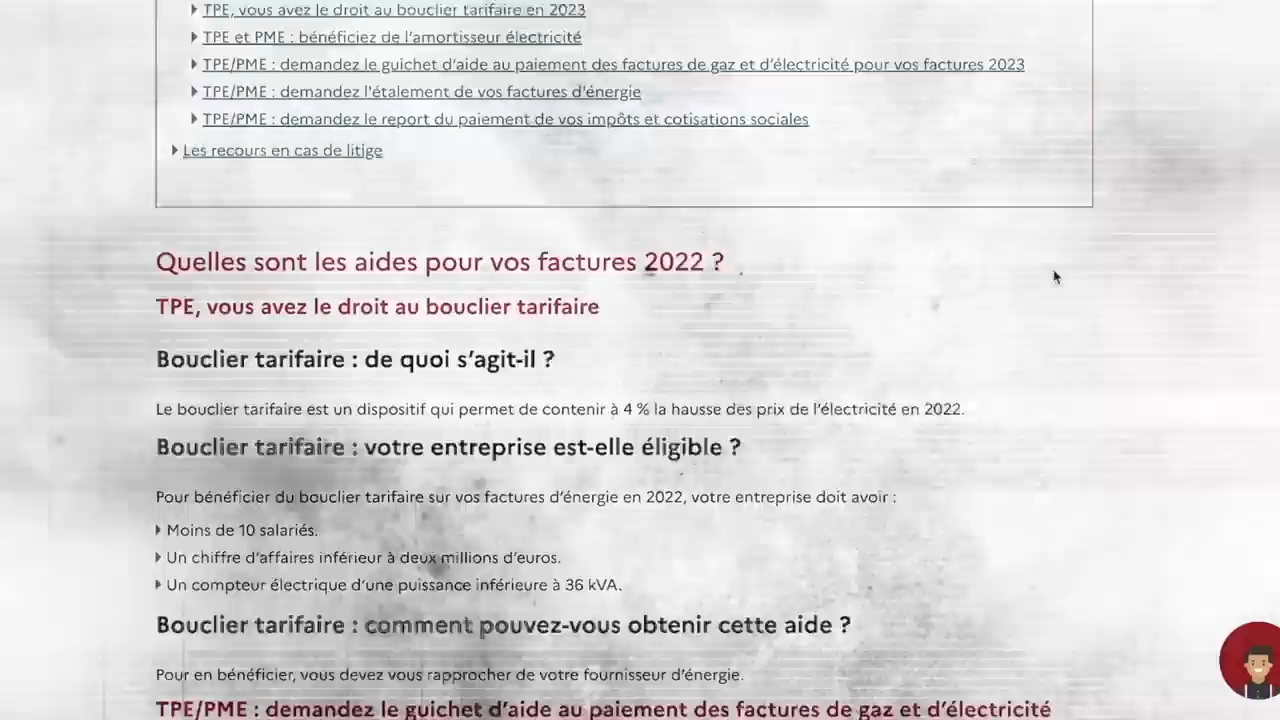 TPE, vous avez le droit au bouclier tarifaire en 2023
TPE et PME : bénéficiez de l'amortisseur électricité
TPE/PME : demandez le guichet d'aide au paiement des factures de gaz et d'électricité pour vos factures 2023
TPE/PME : demandez l'étalement de vos factures d'énergie
TPE/PME : demandez le report du paiement de vos impôts et cotisations sociales
Les recours en cas de litige
Quelles sont les aides pour vos factures 2022 ?
TPE, vous avez le droit au bouclier tarifaire
Bouclier tarifaire : de quoi s'agit-il ?
Le bouclier tarifaire est un dispositif qui permet de contenir à 4 % la hausse des prix de l'électricité en 2022.
Bouclier tarifaire : votre entreprise est-elle éligible ?
Pour bénéficier du bouclier tarifaire sur vos factures d'énergie en 2022, votre entreprise doit avoir :
Moins de 10 salariés.
Un chiffre d'affaires inférieur à deux millions d'euros.
Un compteur électrique d'une puissance inférieure à 36 kVA.
Bouclier tarifaire : comment pouvez-vous obtenir cette aide ?
Pour en bénéficier, vous devez vous rapprocher de votre fournisseur d'énergie.
TPE/PME : demandez le guichet d'aide au paiement des factures de gaz et d'électricité